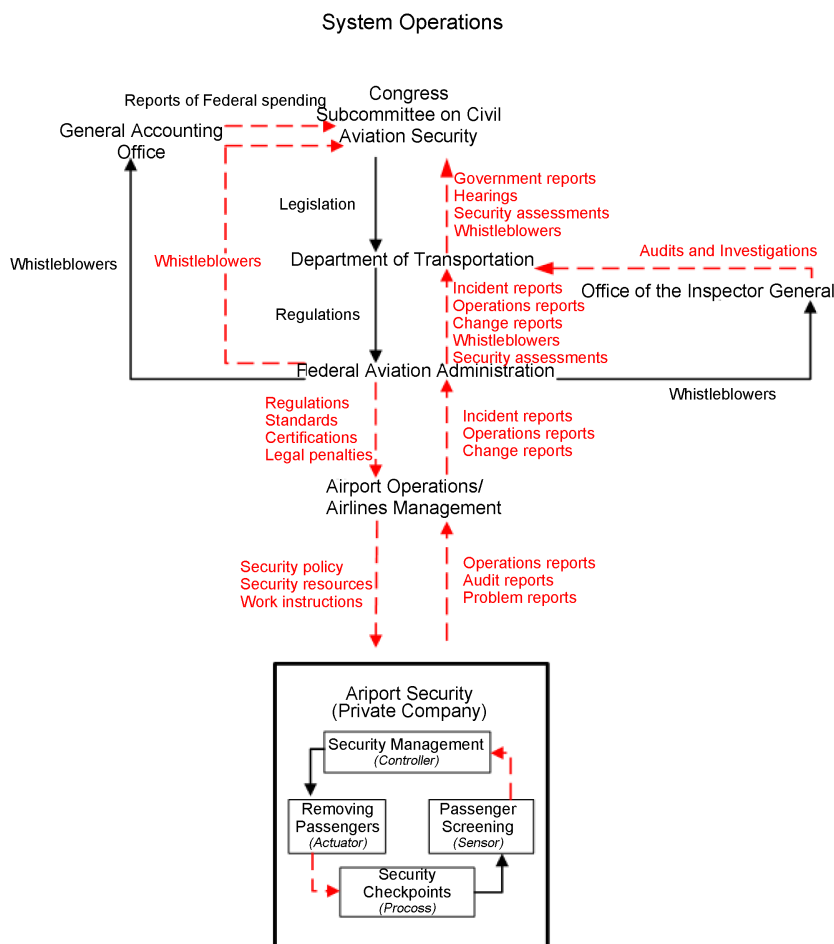 System Operations
Reports of Federal spending
Congress
Subcommittee on Civil
Aviation Security
General Accounting
Office
Government reports
Hearings
Security assessments
Whistleblowers
Legislation
Whistleblowers
Whistleblowers
Department of Transportation
Audits and Investigations
Office of the Inspector General
Incident reports
Operations reports
Change reports
Whistleblowers
Security assessments
Regulations
Federal Aviation Administration
Whistleblowers
Regulations
Standards
Certifications
Legal penalties
Incident reports
Operations reports
Change reports
Airport Operations/
Airlines Management
Security policy
Security resources
Work instructions
Operations reports
Audit reports
Problem reports
Ariport Security
(Private Company)
Security Management
(Controller)
Removing
Passengers
(Actuator)
Passenger
Screening
(Sensor)
Security
Checkpoints
(Procoss)